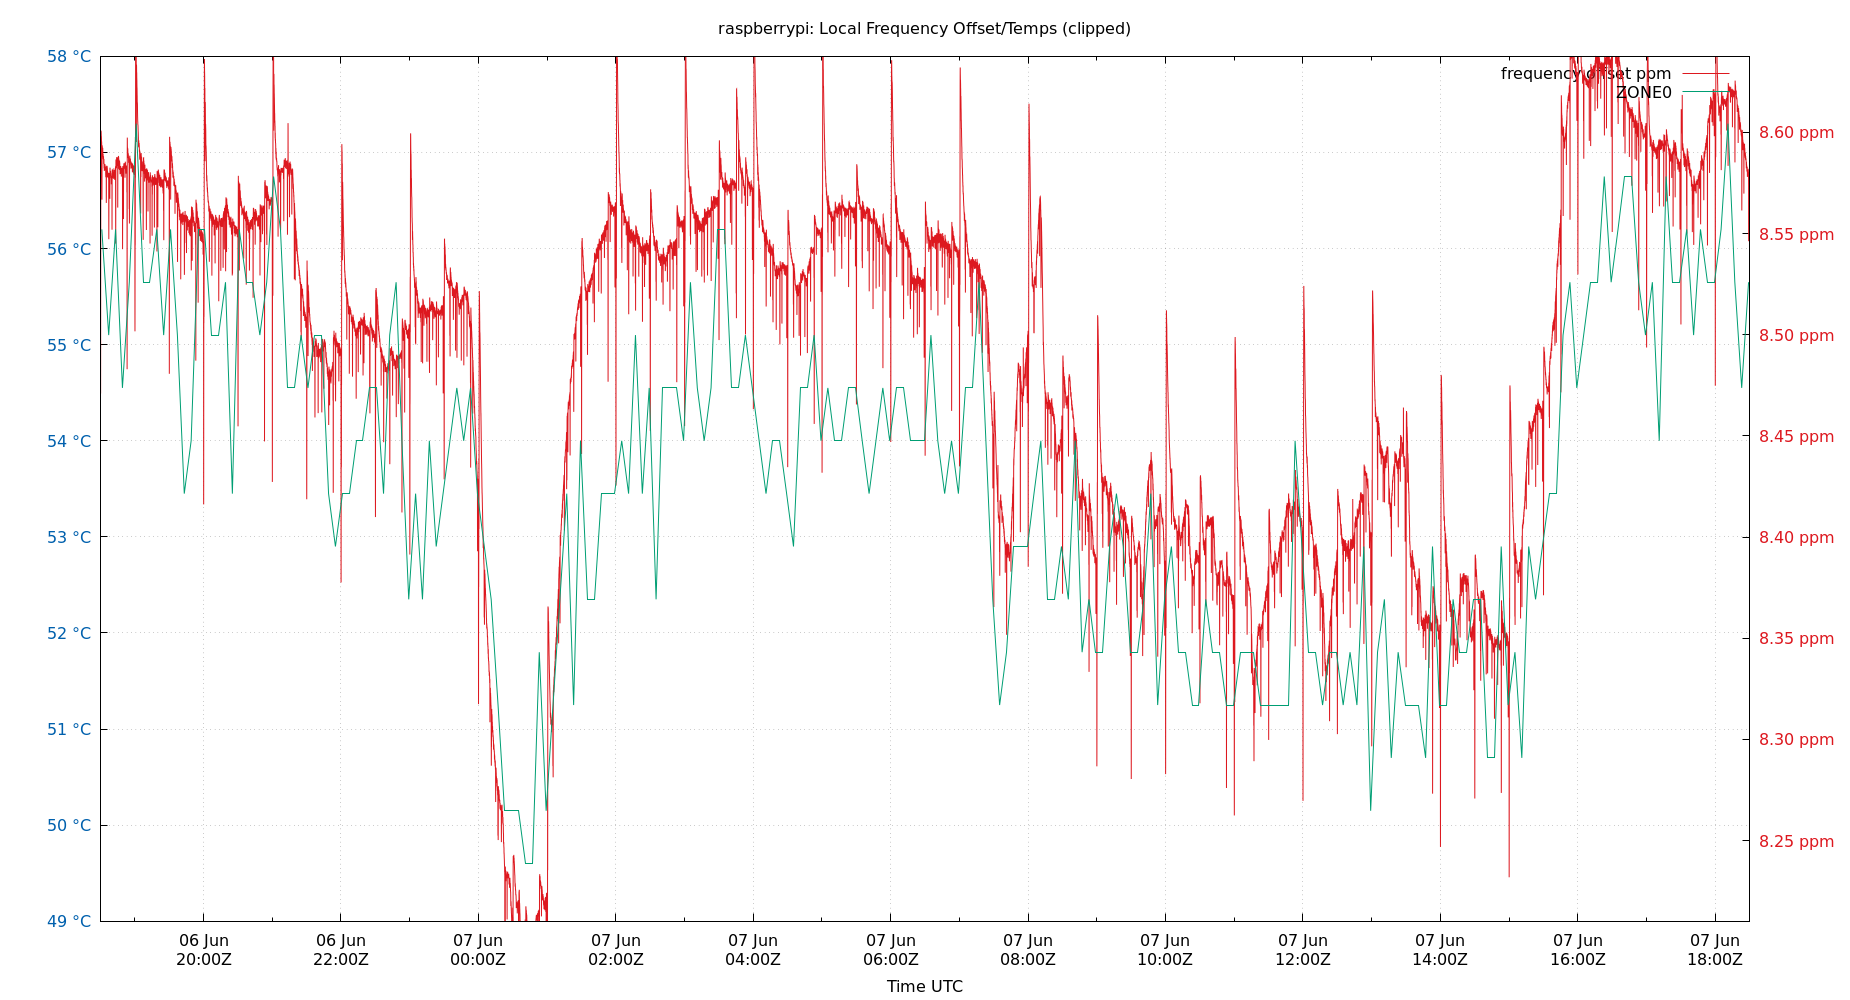 raspberrypi: Local Frequency Offset/Temps (clipped)
58 °C
57 °C
56 °C
55 °C
54 °C
53 °C
52 °C
51 °C
50 °C
49 °C
frequency offset ppm
ZONE0
8.60 ppm
8.55 ppm
8.50 ppm
8.45 ppm
8.40 ppm
8.35 ppm
8.30 ppm
8.25 ppm
06 Jun
20:00Z
06 Jun
22:00Z
07 Jun
00:00Z
07 Jun
02:00Z
07 Jun
04:00Z
07 Jun
06:00Z
07 Jun
08:00Z
07 Jun
10:00Z
07 Jun
12:00Z
07 Jun
14:00Z
07 Jun
16:00Z
07 Jun
18:00Z
Time UTC